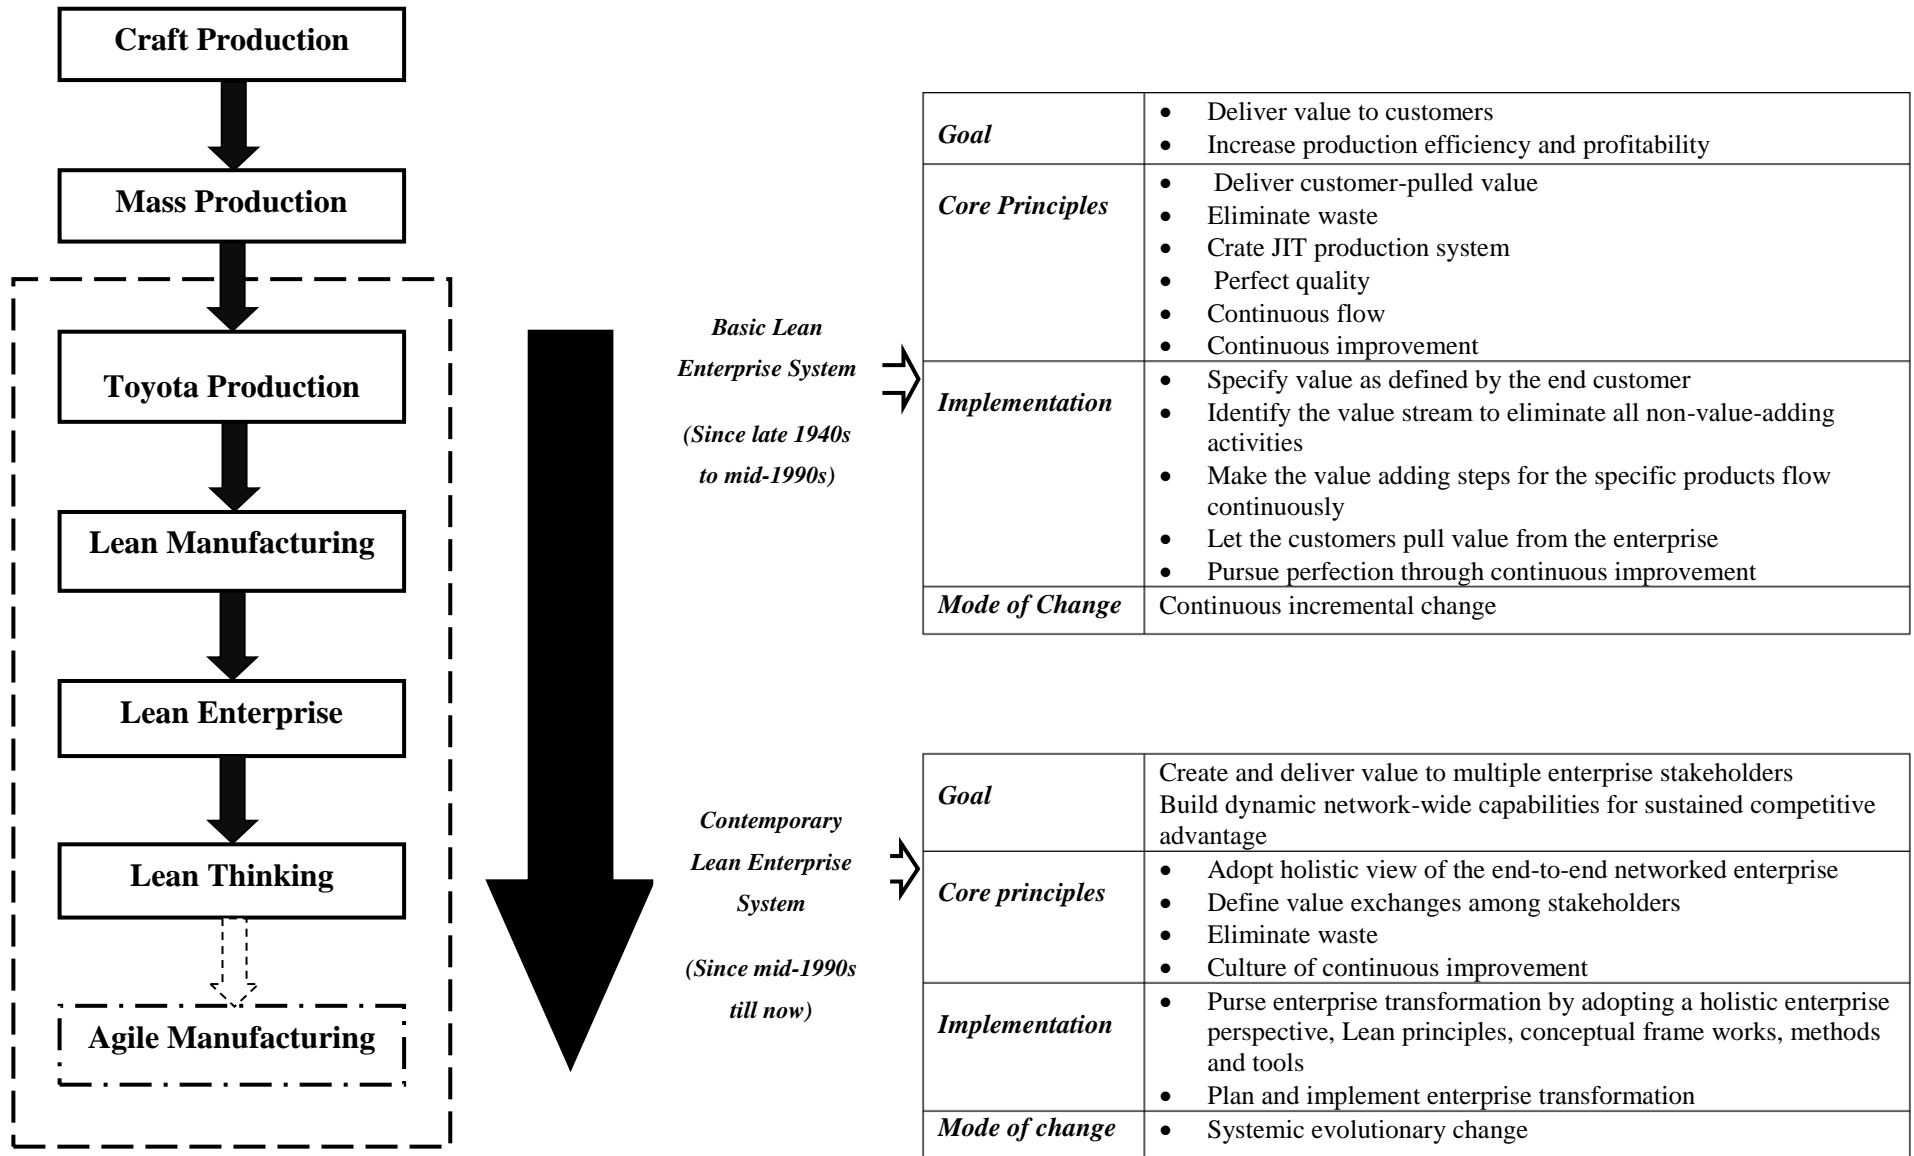 Craft Production
Mass Production
Toyota Production
Lean Manufacturing
Lean Enterprise
Lean Thinking
Agile Manufacturing
Basic Lean
Enterprise System
(Since late 1940s
to mid-1990s)
Goal
• Deliver value to customers
• Increase production efficiency and profitability
Core Principles
• Deliver customer-pulled value
• Eliminate waste
• Crate JIT production system
• Perfect quality
• Continuous flow
• Continuous improvement
Implementation
• Specify value as defined by the end customer
• Identify the value stream to eliminate all non-value-adding
activities
• Make the value adding steps for the specific products flow
continuously
• Let the customers pull value from the enterprise
• Pursue perfection through continuous improvement
Mode of Change
Continuous incremental change
Contemporary
Lean Enterprise
System
(Since mid-1990s
till now)
Goal
Create and deliver value to multiple enterprise stakeholders
Build dynamic network-wide capabilities for sustained competitive
advantage
Core principles
• Adopt holistic view of the end-to-end networked enterprise
• Define value exchanges among stakeholders
• Eliminate waste
• Culture of continuous improvement
Implementation
• Purse enterprise transformation by adopting a holistic enterprise
perspective, Lean principles, conceptual frame works, methods
and tools
• Plan and implement enterprise transformation
Mode of change
• Systemic evolutionary change